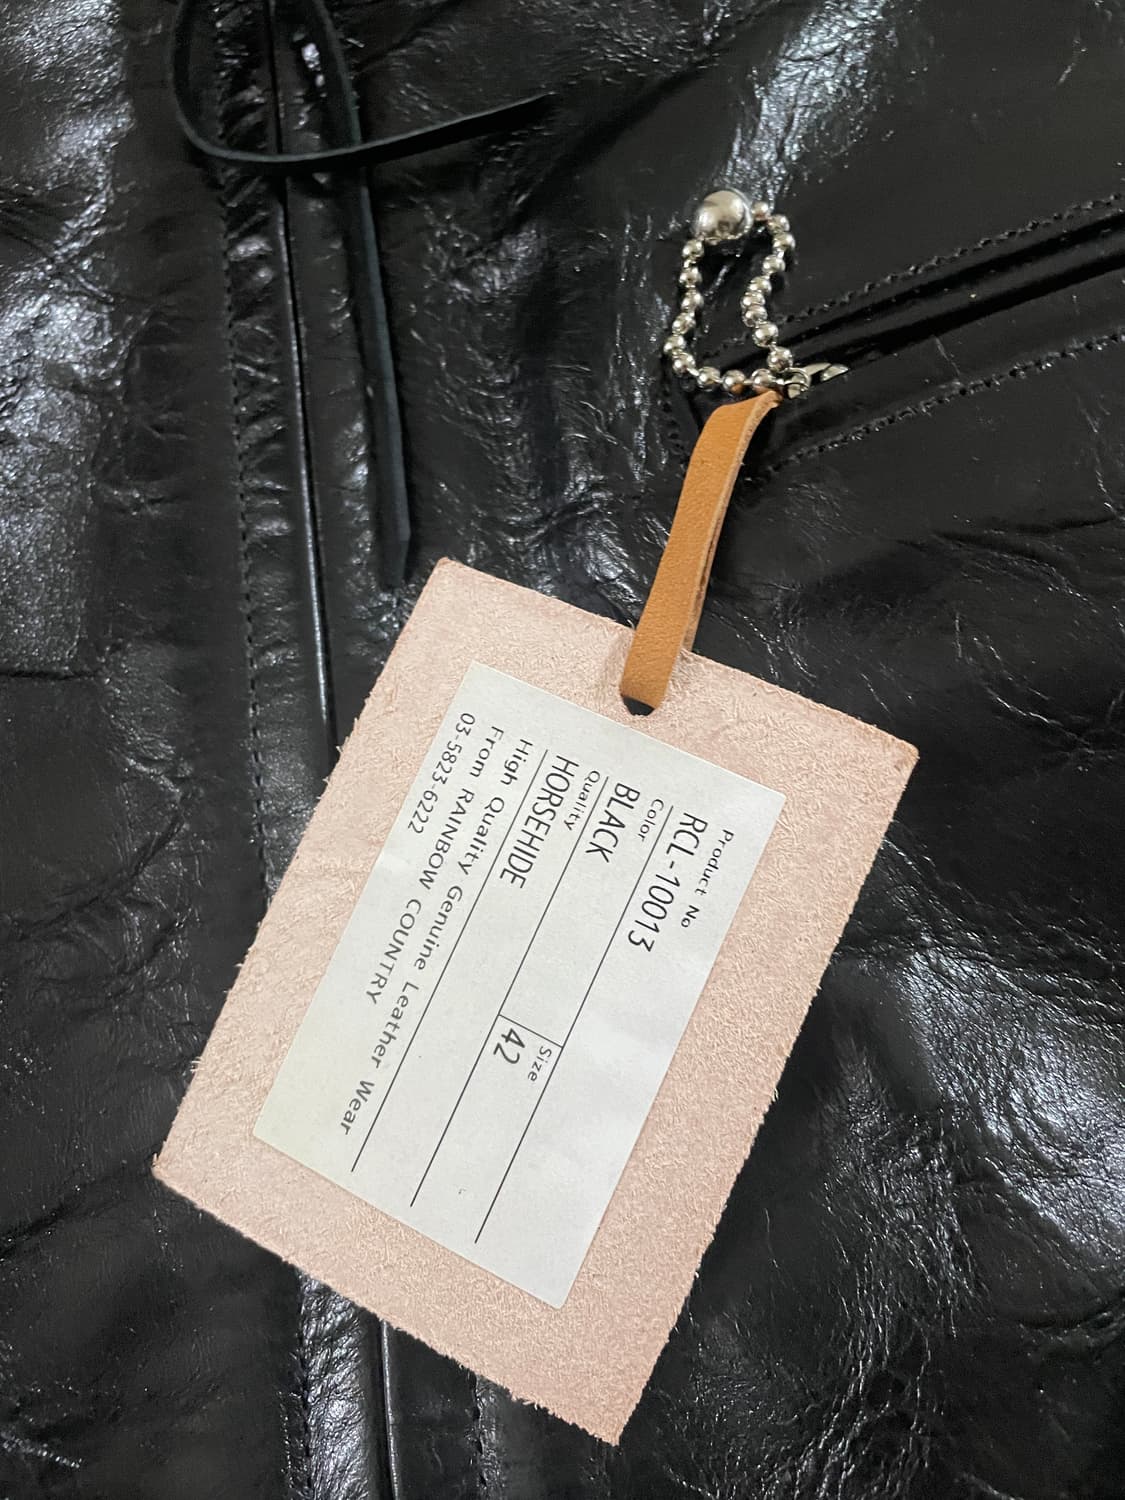 Product No
RCL-10013
Color
BLACK
Quality
HORSEHIDE
Size
42
High Quality Genuine Leather Wear
From RAINBOW COUNTRY
03-5823-6222